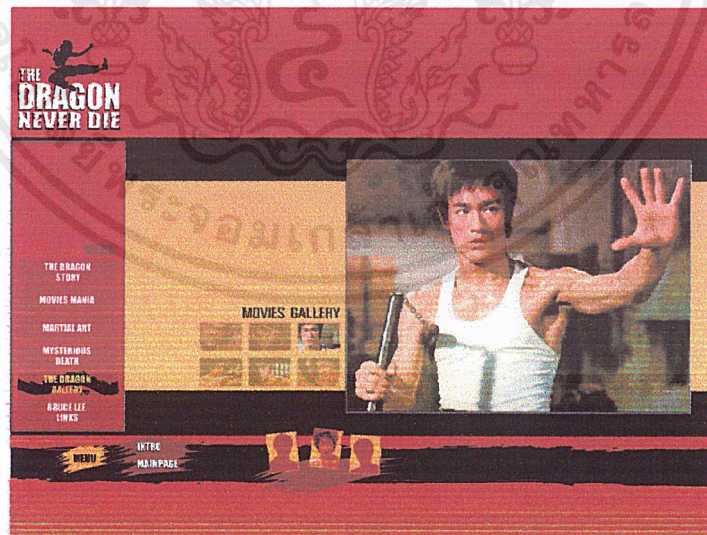 THE
DRAGON
NEVER DIE
THE DRAGON
STORY
MOVIES MANIA
MARTIAL ART
MYSTERIOUS
DEATH
THE DRAGON
GALLERY
BRUCE LEE
LINKS
MOVIES GALLERY
MENU
INTRO
MAINPAGE